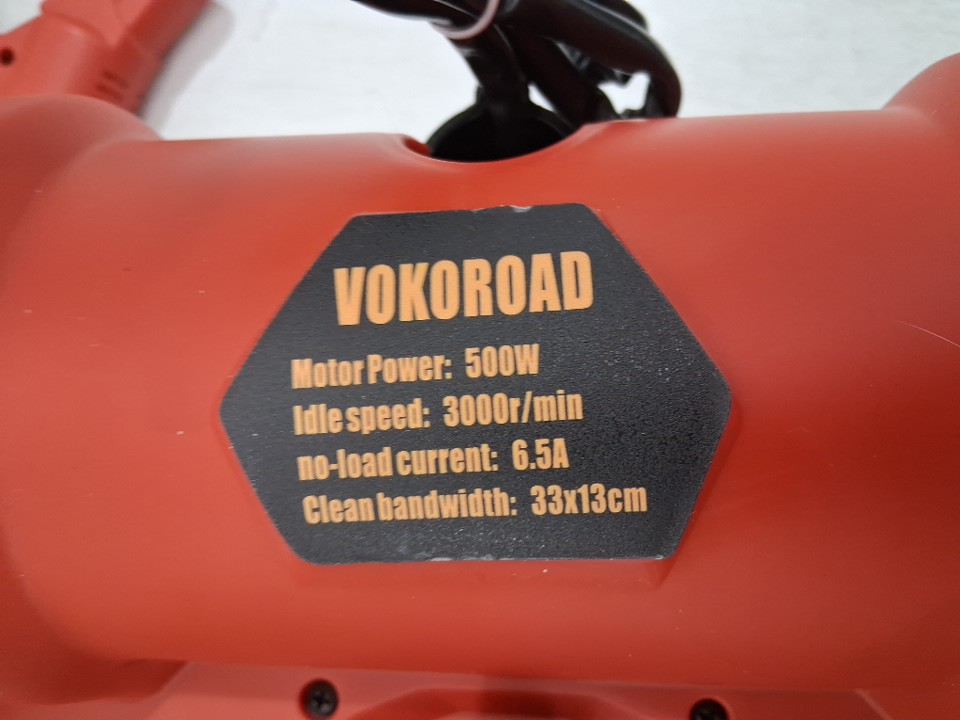 VOKOROAD
Motor Power: 500W
Idle speed: 3000r/min
no-load current: 6.5A
Clean bandwidth: 33x13cm